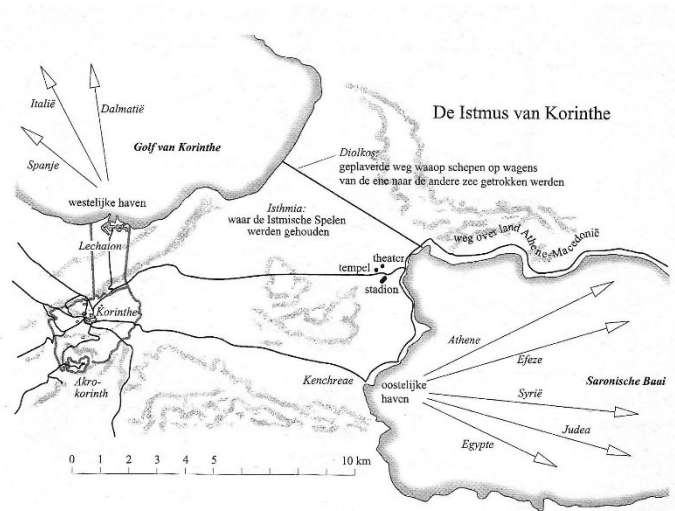 De Istmus van Korinthe
Italië
Dalmatië
Spanje
Golf van Korinthe
Diolkos:
geplaveide weg waaop schepen op wagens
van de ene naar de andere zee getrokken werden
westelijke haven
Lechaion
Isthmia:
waar de Istmische Spelen
werden gehouden
weg over land Athene-Macedonië
theater
tempel
stadion
Korinthe
Akro-
korinth
Kenchreae
oostelijke
haven
Athene
Efeze
Syrië
Judea
Egypte
Saronische Baai
0 1 2 3 4 5 10 km